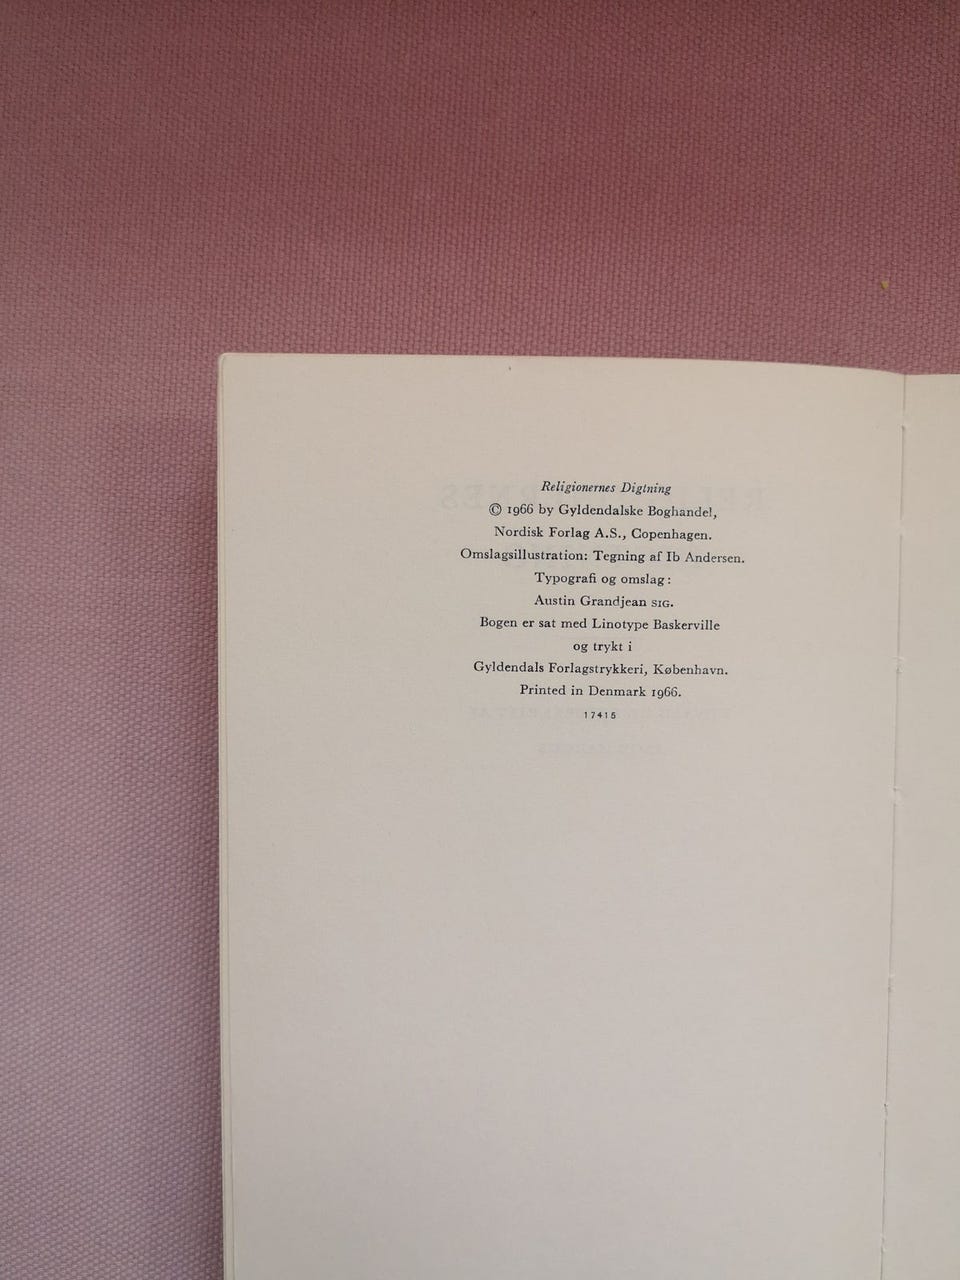 Religionernes Digtning
© 1966 by Gyldendalske Boghandel,
Nordisk Forlag A.S., Copenhagen.
Omslagsillustration: Tegning af Ib Andersen.
Typografi og omslag:
Austin Grandjean SIG.
Bogen er sat med Linotype Baskerville
og trykt i
Gyldendals Forlagstrykkeri, København.
Printed in Denmark 1966.
17415